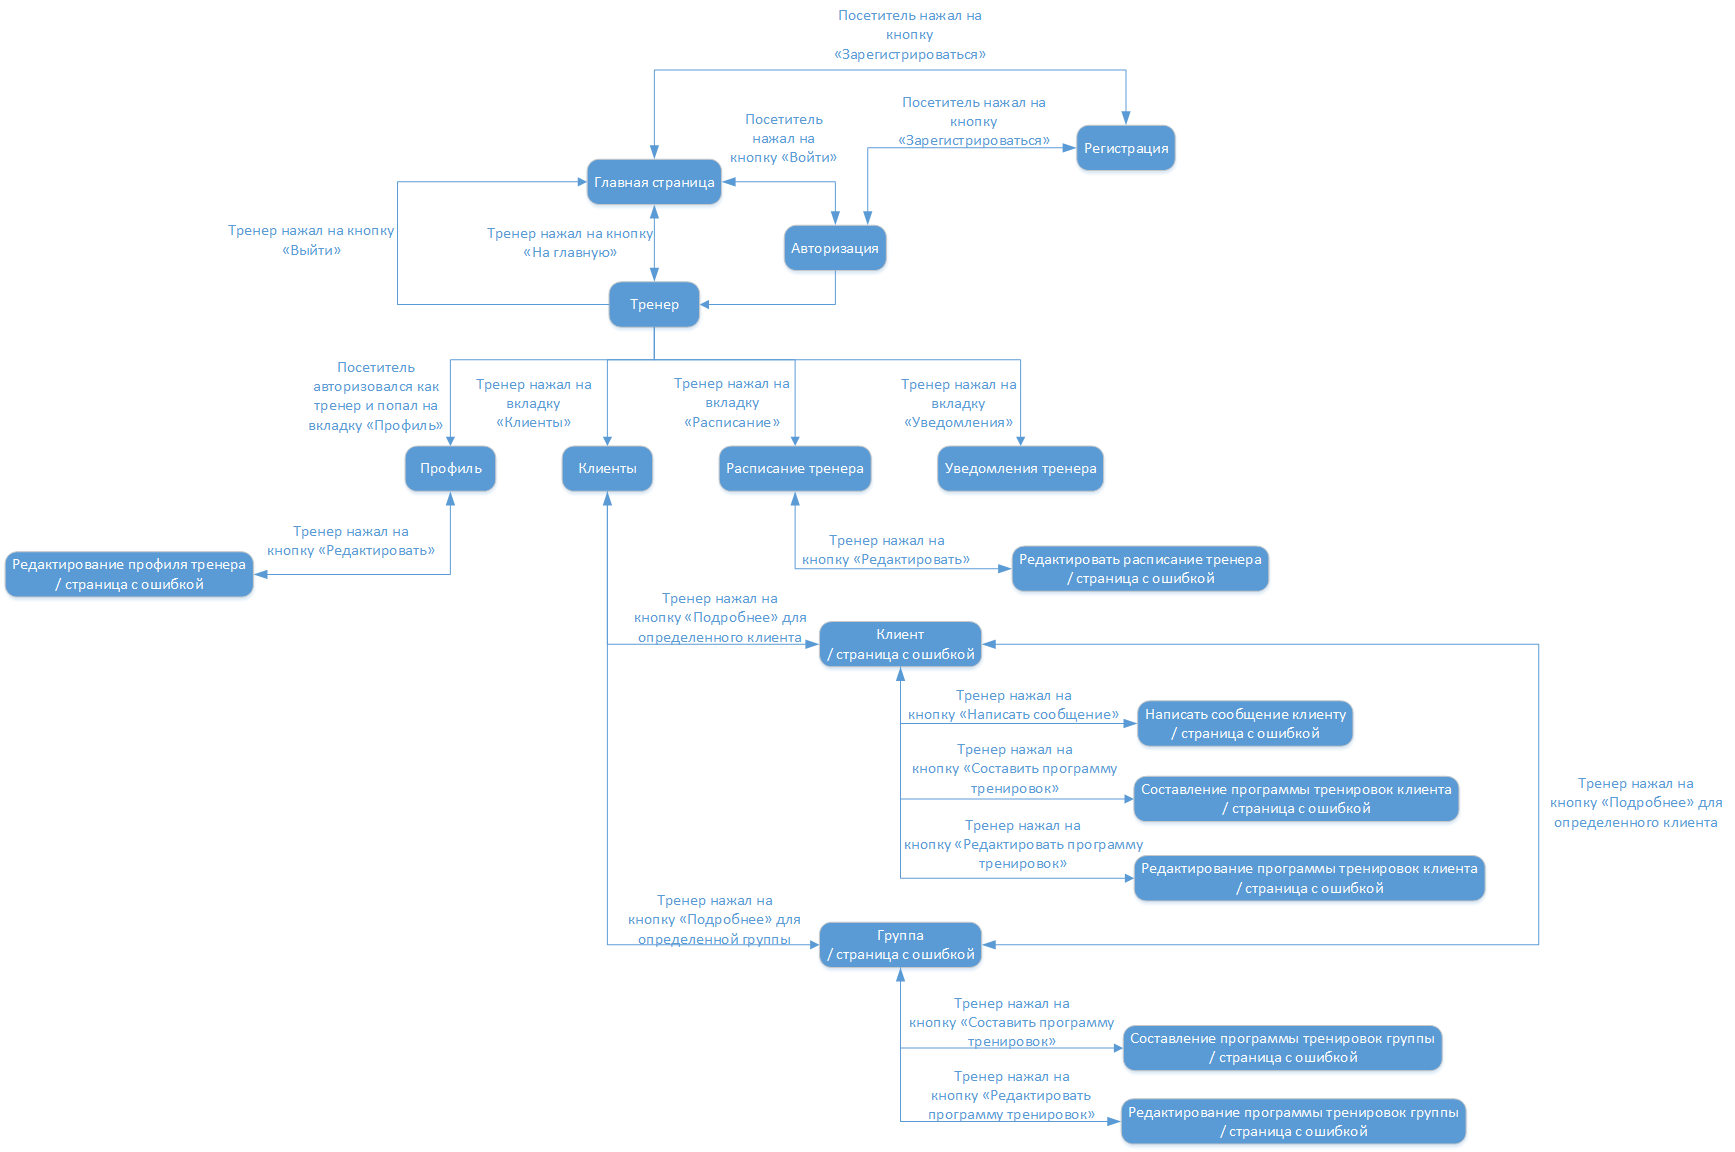 Посетитель нажал на
кнопку
«Зарегистрироваться»
Посетитель нажал на
кнопку
«Зарегистрироваться»
Посетитель
нажал на
кнопку «Войти»
Регистрация
Главная страница
Тренер нажал на кнопку
«Выйти»
Тренер нажал на кнопку
«На главную»
Авторизация
Тренер
Посетитель
авторизовался как
тренер и попал на
вкладку «Профиль»
Тренер нажал на
вкладку
«Клиенты»
Тренер нажал на
вкладку
«Расписание»
Тренер нажал на
вкладку
«Уведомления»
Профиль
Клиенты
Расписание тренера
Уведомления тренера
Тренер нажал на
кнопку «Редактировать»
Редактирование профиля тренера
/ страница с ошибкой
Тренер нажал на
кнопку «Редактировать»
Редактировать расписание тренера
/ страница с ошибкой
Тренер нажал на
кнопку «Подробнее» для
определенного клиента
Клиент
/ страница с ошибкой
Тренер нажал на
кнопку «Написать сообщение»
Написать сообщение клиенту
/ страница с ошибкой
Тренер нажал на
кнопку «Составить программу
тренировок»
Составление программы тренировок клиента
/ страница с ошибкой
Тренер нажал на
кнопку «Подробнее» для
определенного клиента
Тренер нажал на
кнопку «Редактировать программу
тренировок»
Редактирование программы тренировок клиента
/ страница с ошибкой
Тренер нажал на
кнопку «Подробнее» для
определенной группы
Группа
/ страница с ошибкой
Тренер нажал на
кнопку «Составить программу
тренировок»
Составление программы тренировок группы
/ страница с ошибкой
Тренер нажал на
кнопку «Редактировать
программу тренировок»
Редактирование программы тренировок группы
/ страница с ошибкой